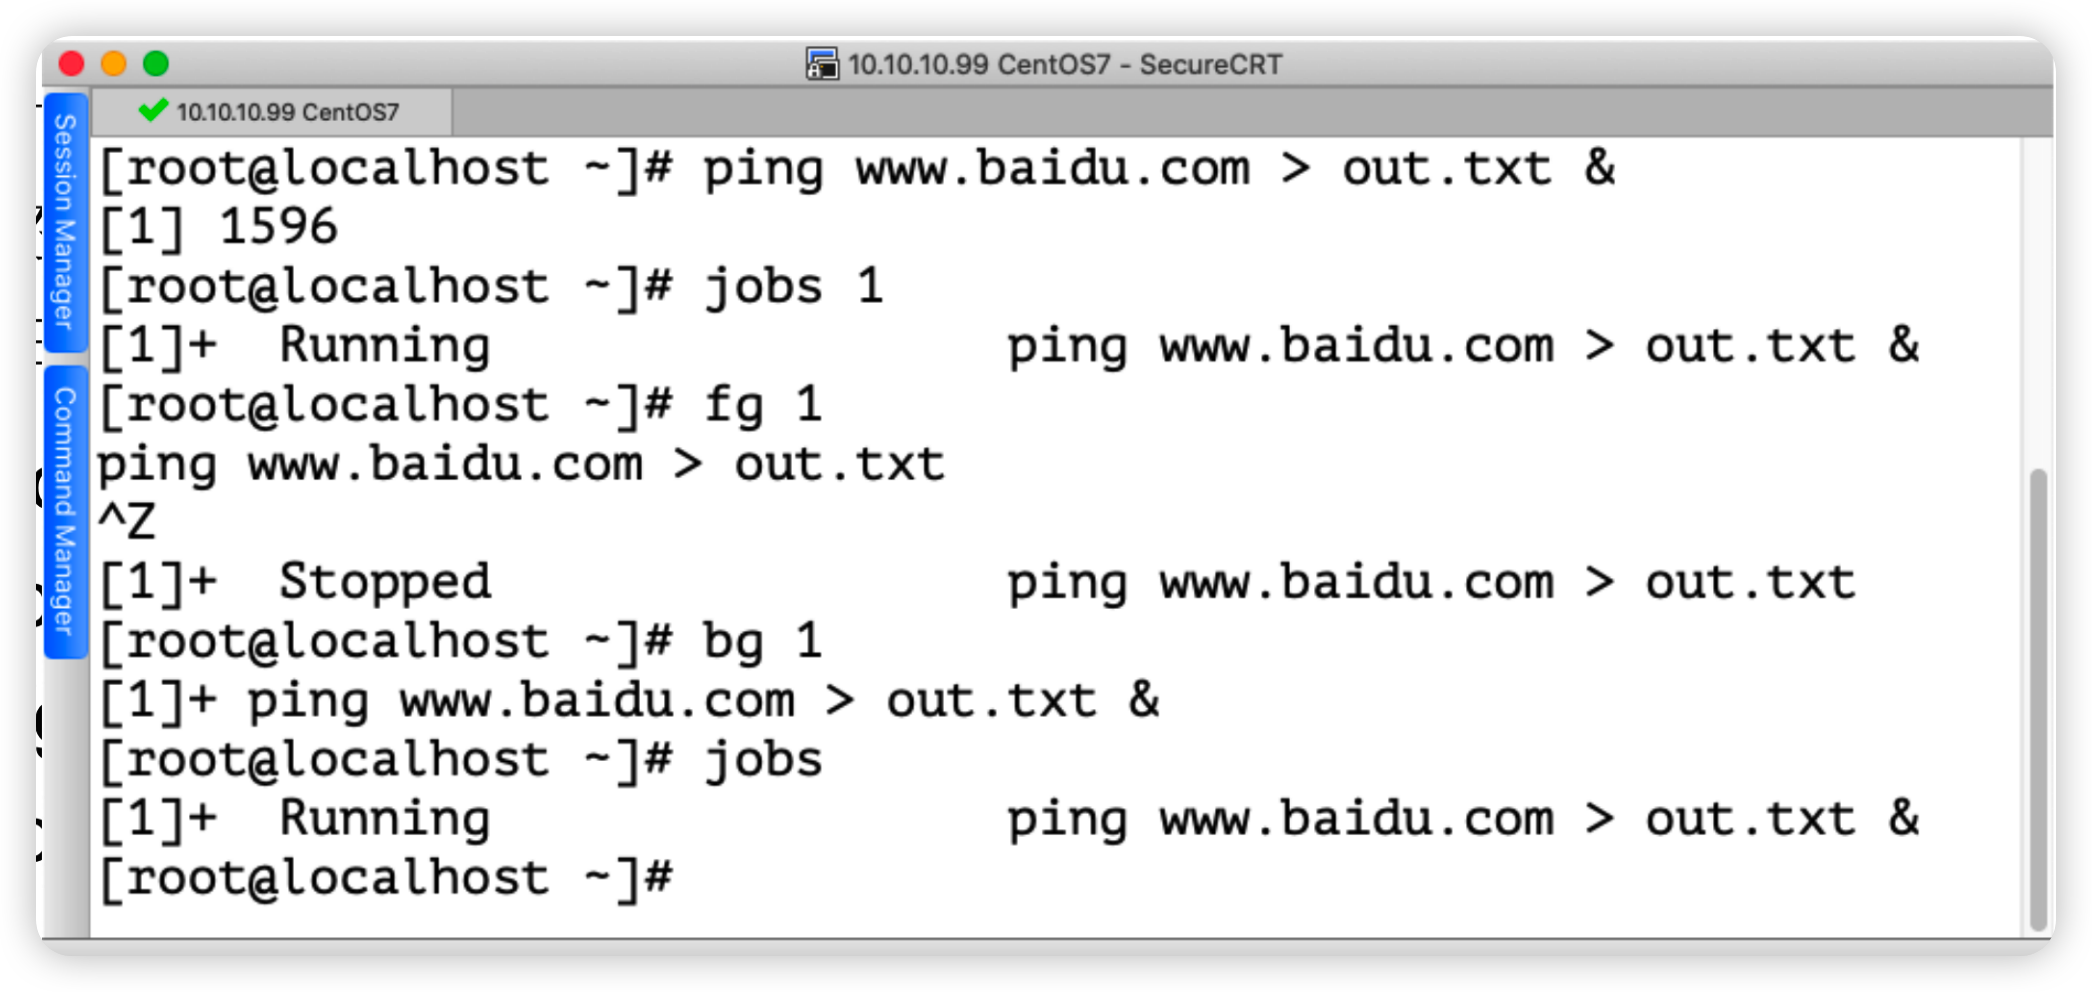 10.10.10.99 CentOS7 - SecureCRT
10.10.10.99 CentOS7
Session Manager
Command Manager
[root@localhost ~]# ping www.baidu.com > out.txt &
[1] 1596
[root@localhost ~]# jobs 1
[1]+  Running                 ping www.baidu.com > out.txt &
[root@localhost ~]# fg 1
ping www.baidu.com > out.txt
^Z
[1]+  Stopped                 ping www.baidu.com > out.txt
[root@localhost ~]# bg 1
[1]+ ping www.baidu.com > out.txt &
[root@localhost ~]# jobs
[1]+  Running                 ping www.baidu.com > out.txt &
[root@localhost ~]#